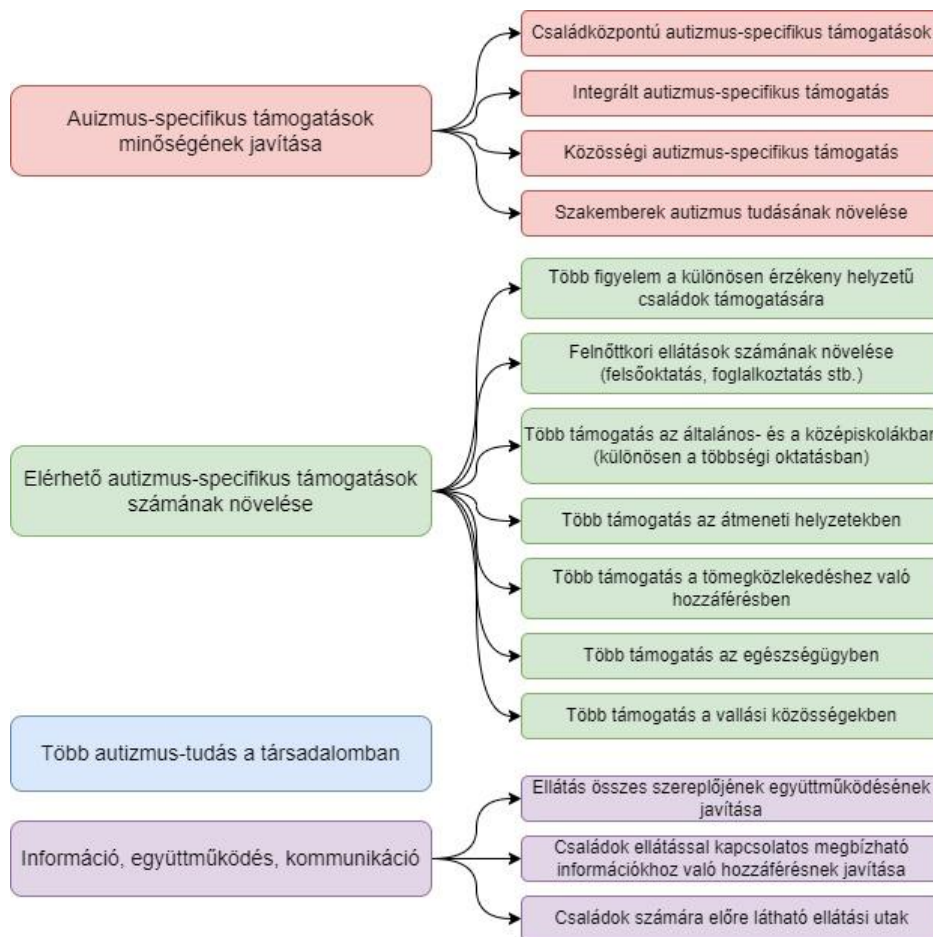 Auizmus-specifikus támogatások
minőségének javítása
Családközpontú autizmus-specifikus támogatások
Integrált autizmus-specifikus támogatás
Közösségi autizmus-specifikus támogatás
Szakemberek autizmus tudásának növelése
Elérhető autizmus-specifikus támogatások
számának növelése
Több figyelem a különösen érzékeny helyzetű
családok támogatására
Felnőttkori ellátások számának növelése
(felsőoktatás, foglalkoztatás stb.)
Több támogatás az általános- és a középiskolákban
(különösen a többségi oktatásban)
Több támogatás az átmeneti helyzetekben
Több támogatás a tömegközlekedéshez való
hozzáférésben
Több támogatás az egészségügyben
Több támogatás a vallási közösségekben
Több autizmus-tudás a társadalomban
Információ, együttműködés, kommunikáció
Ellátás összes szereplőjének együttműködésének
javítása
Családok ellátással kapcsolatos megbízható
információkhoz való hozzáférésnek javítása
Családok számára előre látható ellátási utak